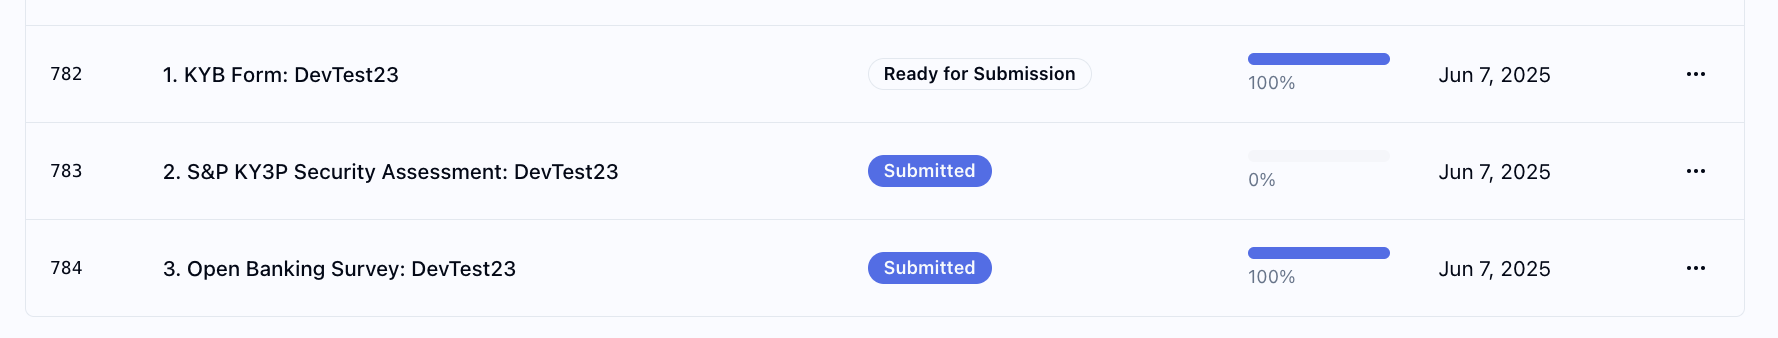 782 1. KYB Form: DevTest23 Ready for Submission 100% Jun 7, 2025 ···
783 2. S&P KY3P Security Assessment: DevTest23 Submitted 0% Jun 7, 2025 ···
784 3. Open Banking Survey: DevTest23 Submitted 100% Jun 7, 2025 ···